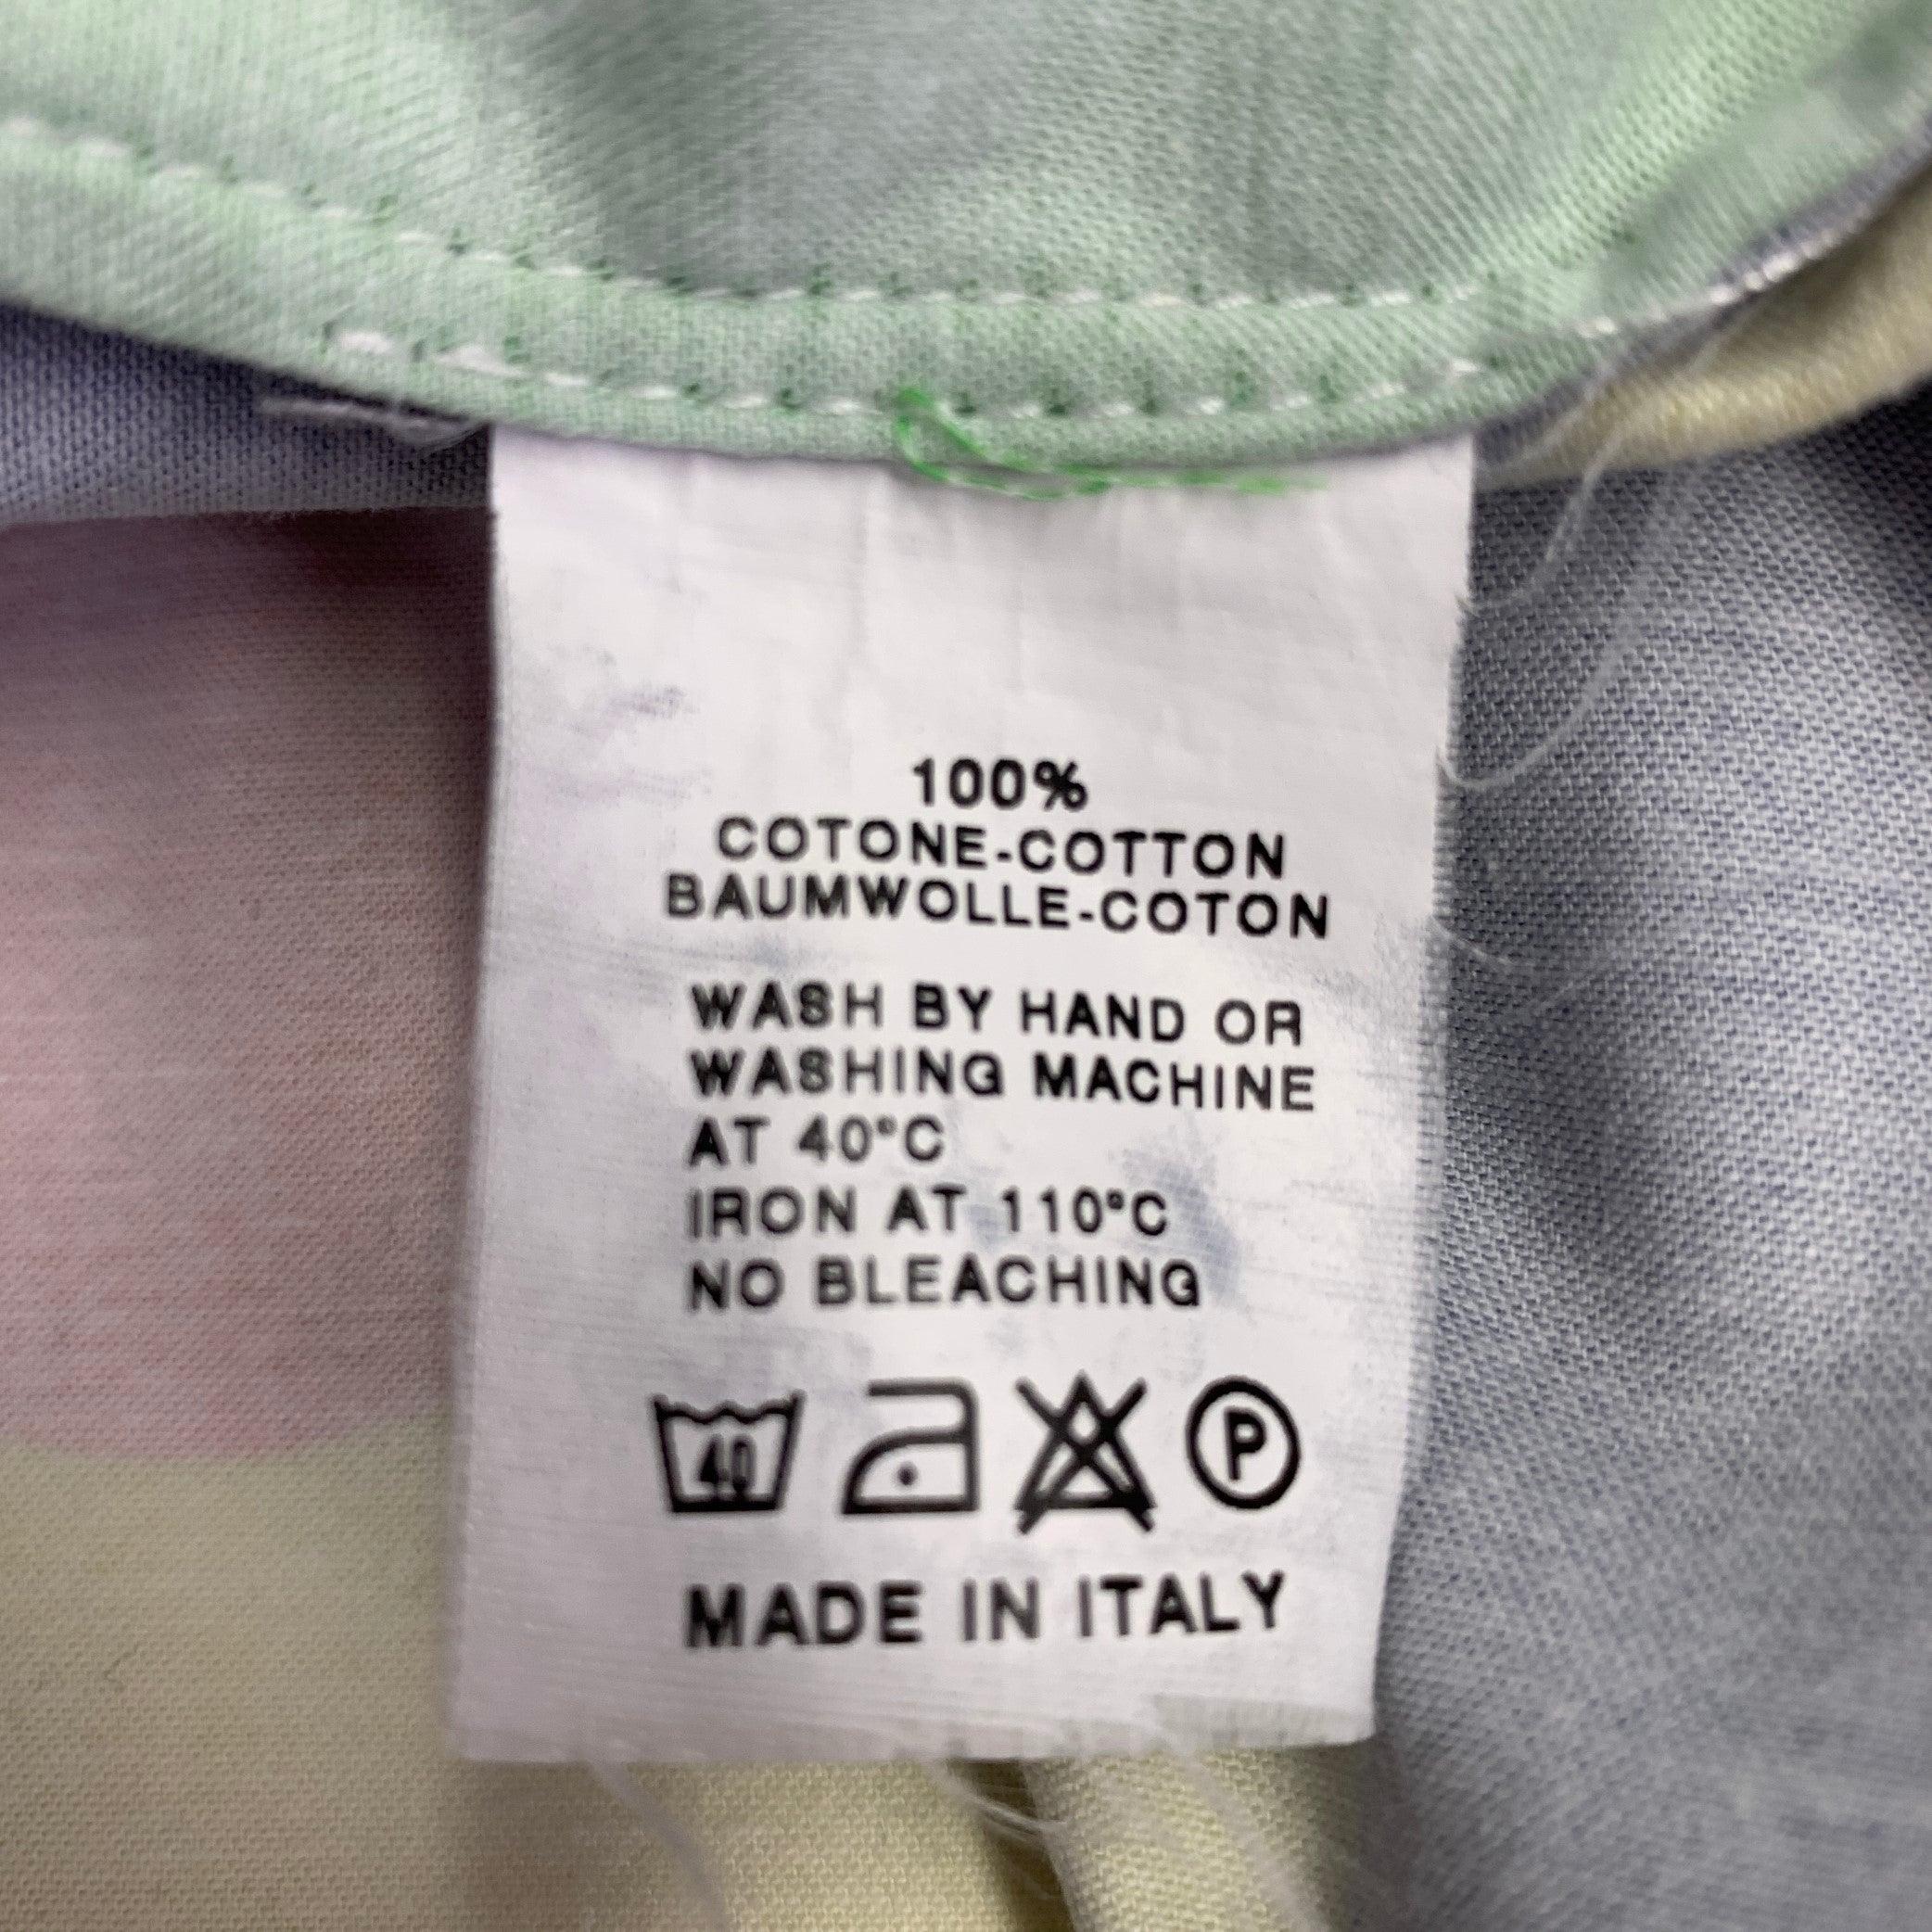 100%
COTONE-COTTON
BAUMWOLLE-COTON
WASH BY HAND OR
WASHING MACHINE
AT 40°C
IRON AT 110°C
NO BLEACHING
40 P
MADE IN ITALY